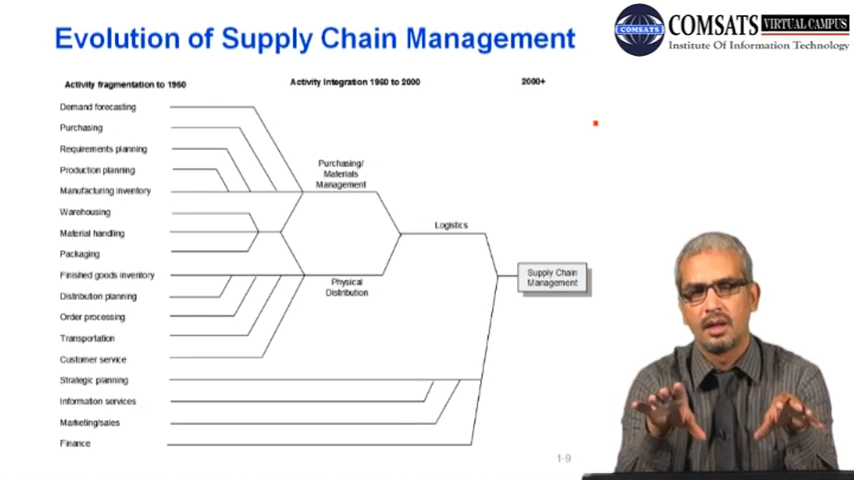 Evolution of Supply Chain Management
COMSATS VIRTUAL CAMPUS
COMSATS
Institute Of Information Technology
Activity fragmentation to 1960
Activity Integration 1960 to 2000
2000+
Demand forecasting
Purchasing
Requirements planning
Production planning
Manufacturing inventory
Warehousing
Material handling
Packaging
Finished goods inventory
Distribution planning
Order processing
Transportation
Customer service
Strategic planning
Information services
Marketing/sales
Finance
Purchasing/
Materials
Management
Physical
Distribution
Logistics
Supply Chain
Management
1-9